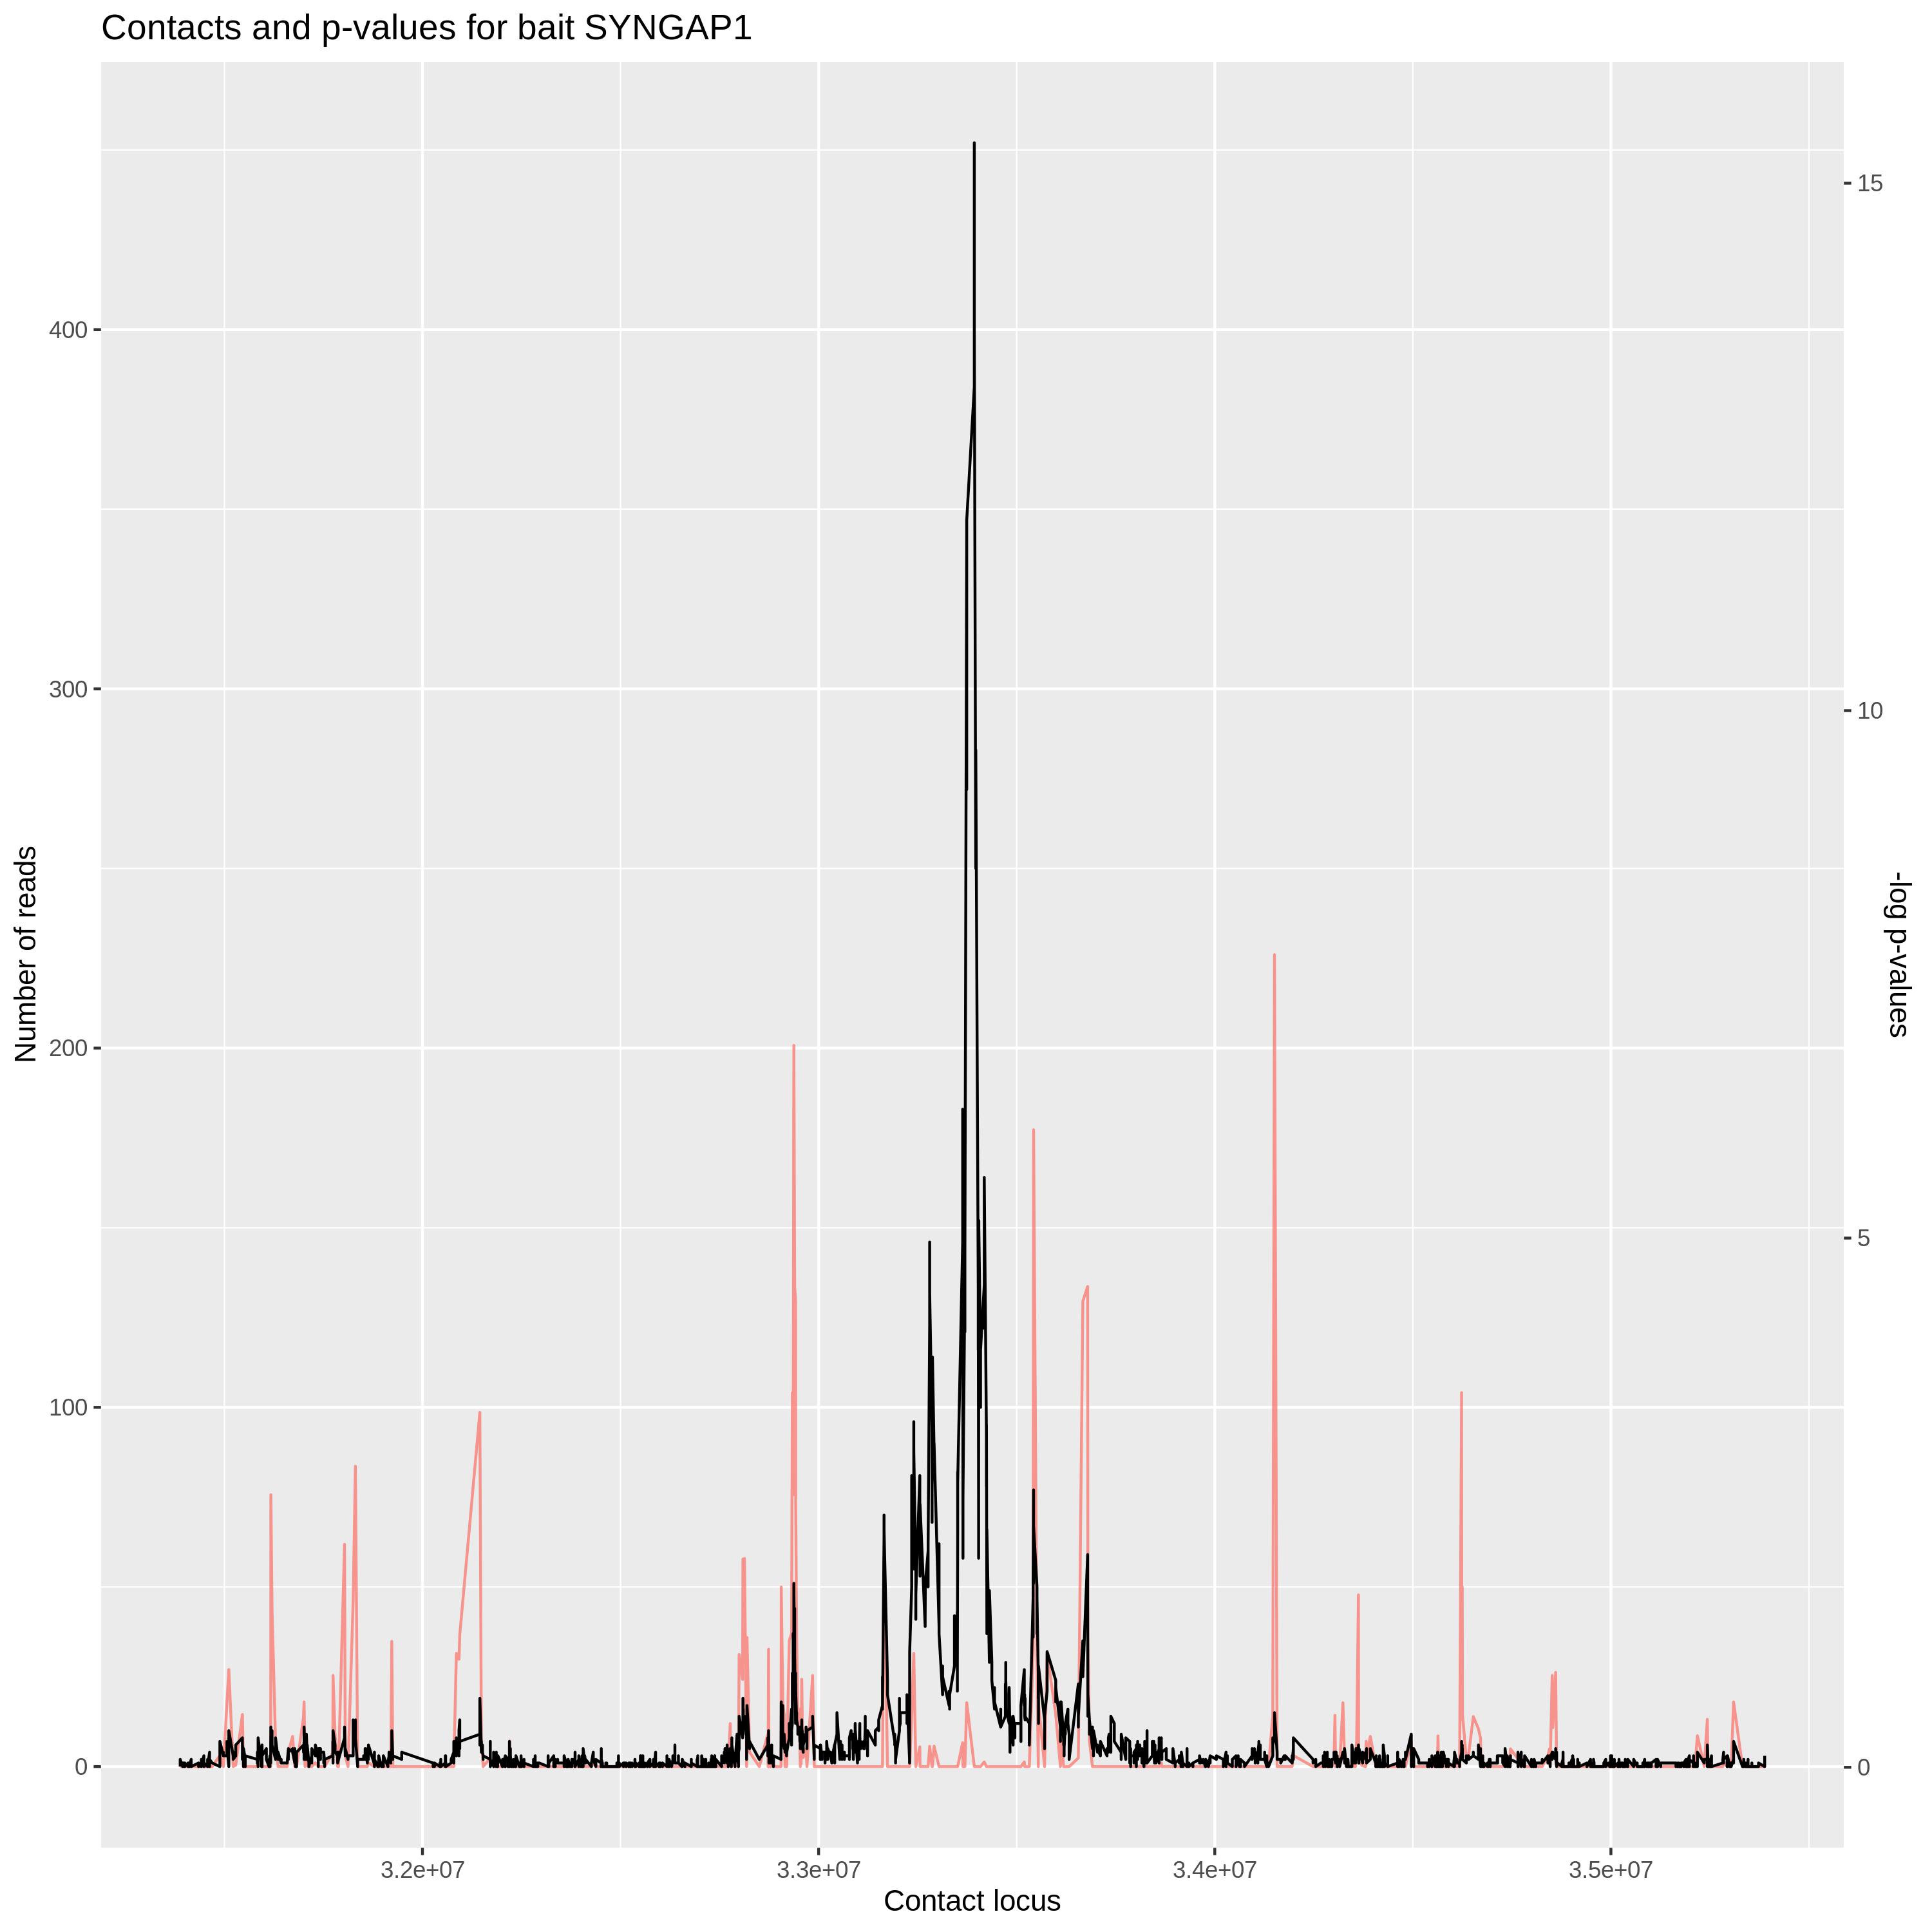 Contacts and p-values for bait SYNGAP1
Number of reads
400
300
200
100
0
15
10
5
0
-log p-values
3.2e+07
3.3e+07
3.4e+07
3.5e+07
Contact locus